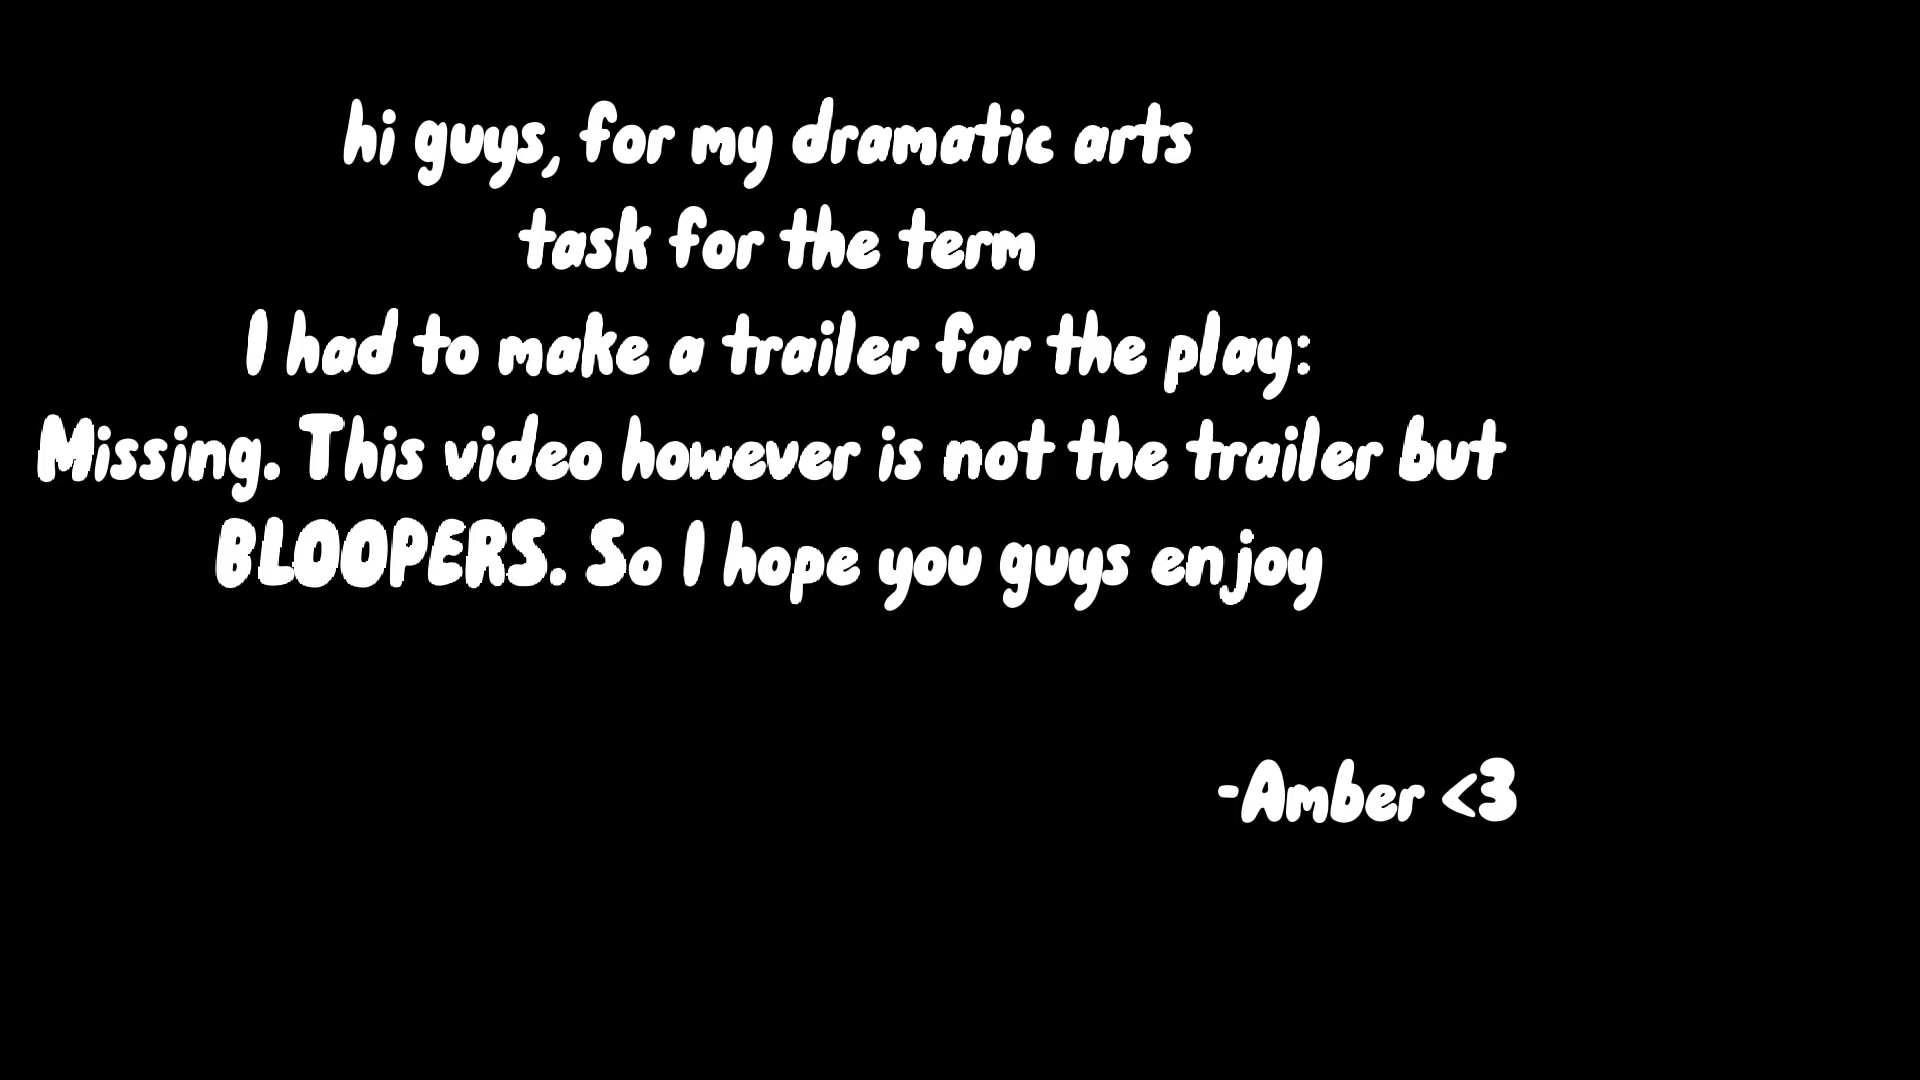 hi guys, for my dramatic arts
task for the term
I had to make a trailer for the play:
Missing. This video however is not the trailer but
BLOOPERS. So I hope you guys enjoy
-Amber <3